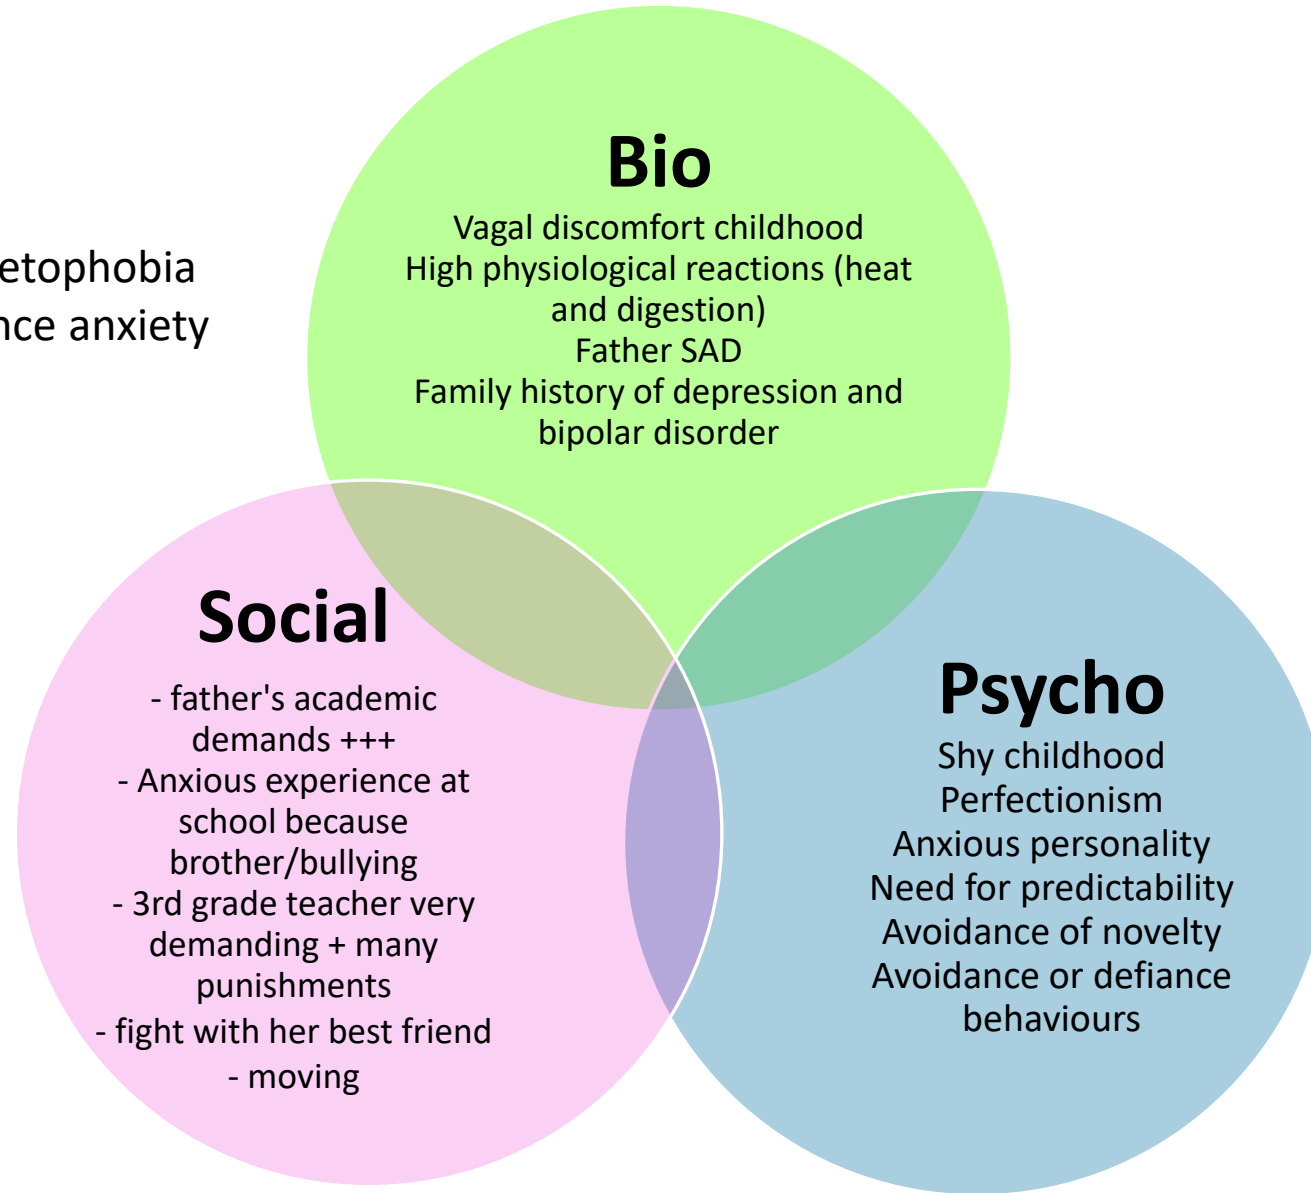 etophobia
nce anxiety
Bio
Vagal discomfort childhood
High physiological reactions (heat
and digestion)
Father SAD
Family history of depression and
bipolar disorder
Social
- father's academic
demands +++
- Anxious experience at
school because
brother/bullying
- 3rd grade teacher very
demanding + many
punishments
- fight with her best friend
- moving
Psycho
Shy childhood
Perfectionism
Anxious personality
Need for predictability
Avoidance of novelty
Avoidance or defiance
behaviours